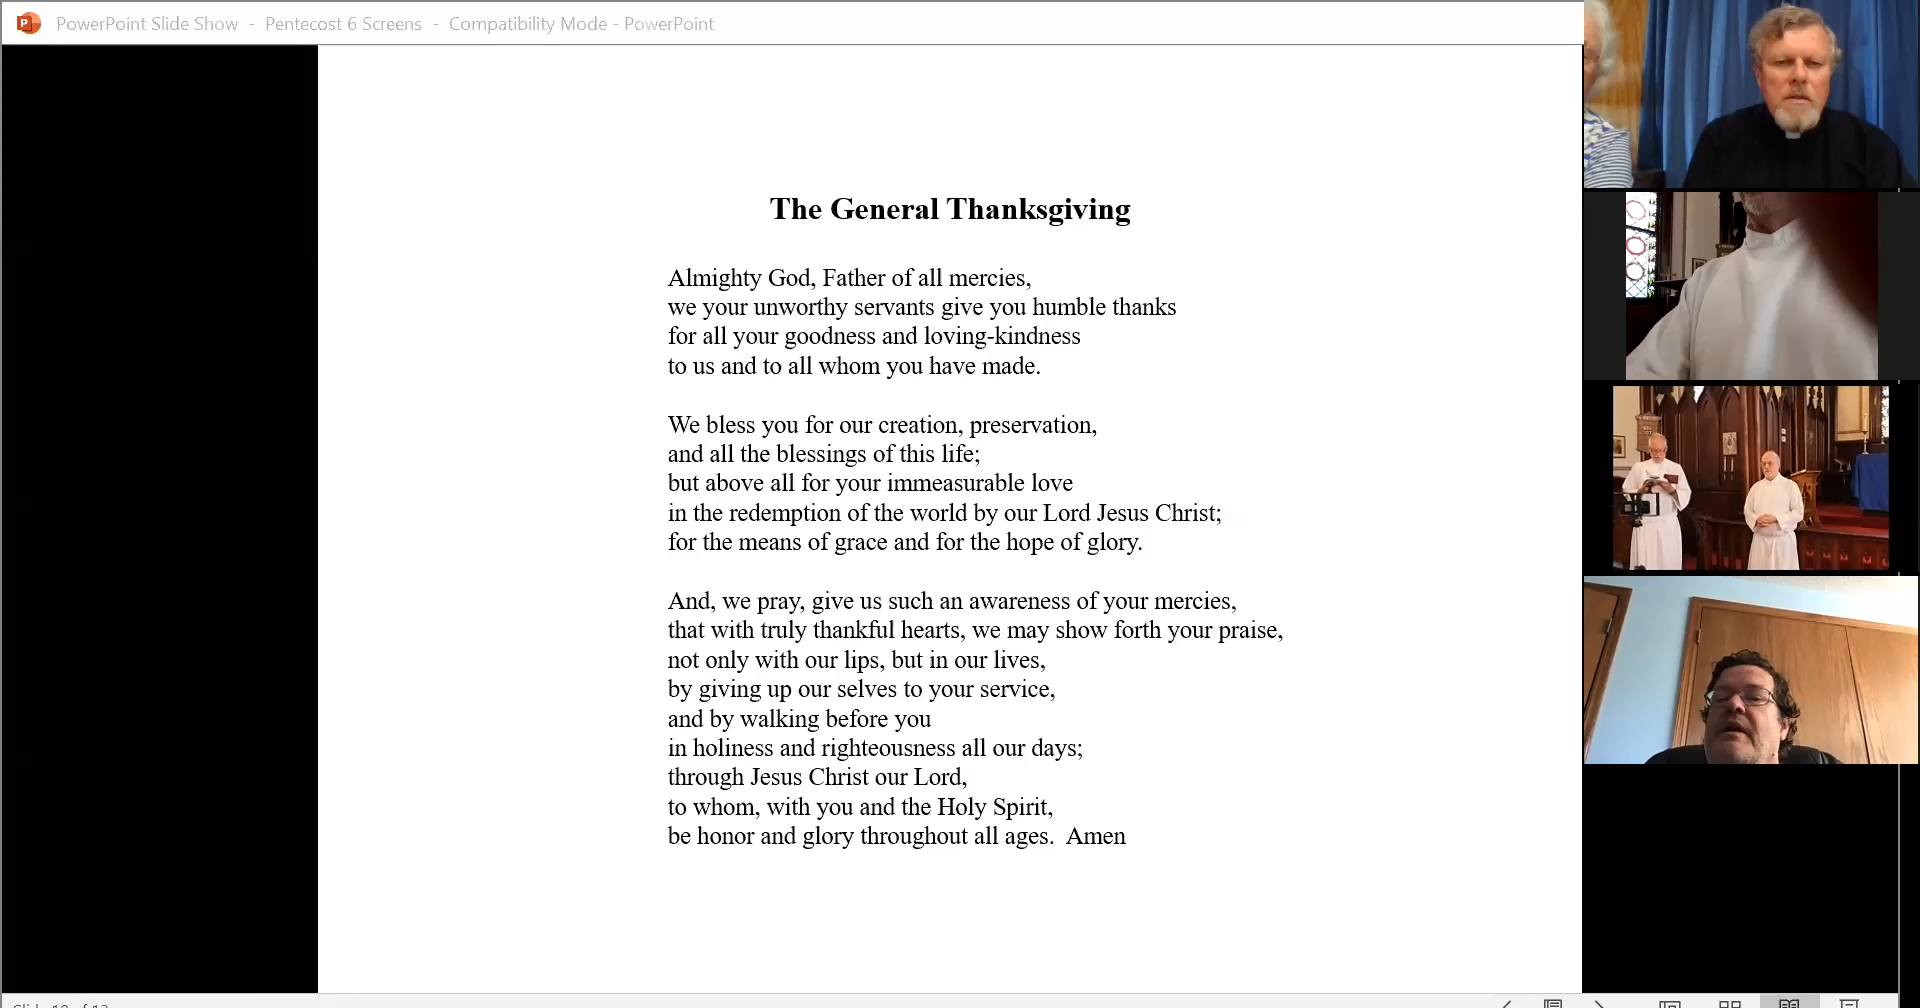 PowerPoint Slide Show - Pentecost 6 Screens - Compatibility Mode - PowerPoint
The General Thanksgiving
Almighty God, Father of all mercies,
we your unworthy servants give you humble thanks
for all your goodness and loving-kindness
to us and to all whom you have made.
We bless you for our creation, preservation,
and all the blessings of this life;
but above all for your immeasurable love
in the redemption of the world by our Lord Jesus Christ;
for the means of grace and for the hope of glory.
And, we pray, give us such an awareness of your mercies,
that with truly thankful hearts, we may show forth your praise,
not only with our lips, but in our lives,
by giving up our selves to your service,
and by walking before you
in holiness and righteousness all our days;
through Jesus Christ our Lord,
to whom, with you and the Holy Spirit,
be honor and glory throughout all ages.  Amen